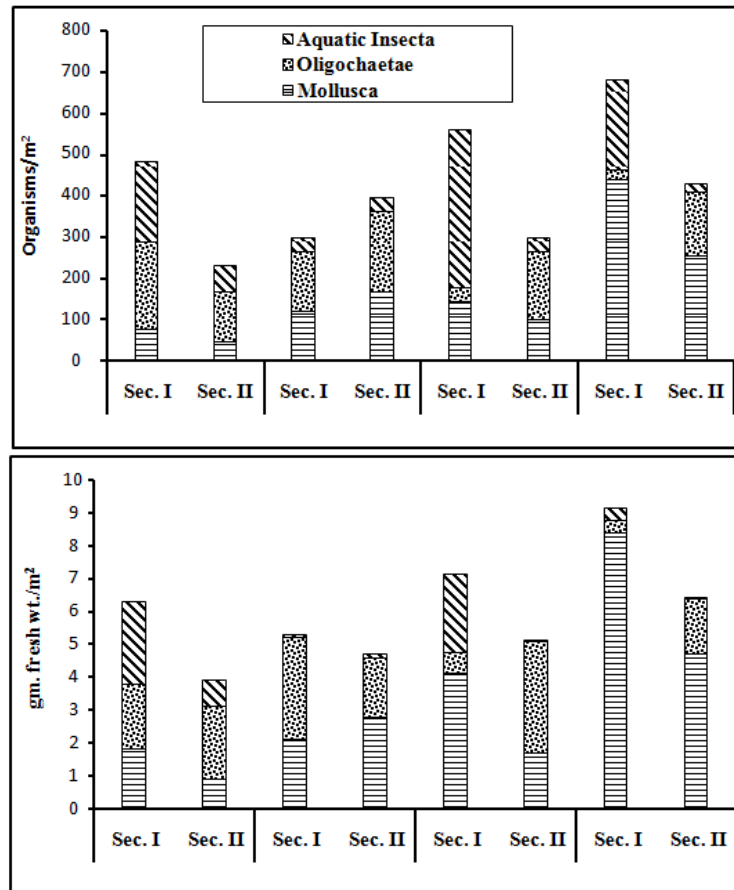 800
700
600
500
400
300
200
100
0
Organisms/m²
Aquatic Insecta
Oligochaetae
Mollusca
Sec. I Sec. II Sec. I Sec. II Sec. I Sec. II Sec. I Sec. II
10
9
8
7
6
5
4
3
2
1
0
gm. fresh wt./m²
Sec. I Sec. II Sec. I Sec. II Sec. I Sec. II Sec. I Sec. II